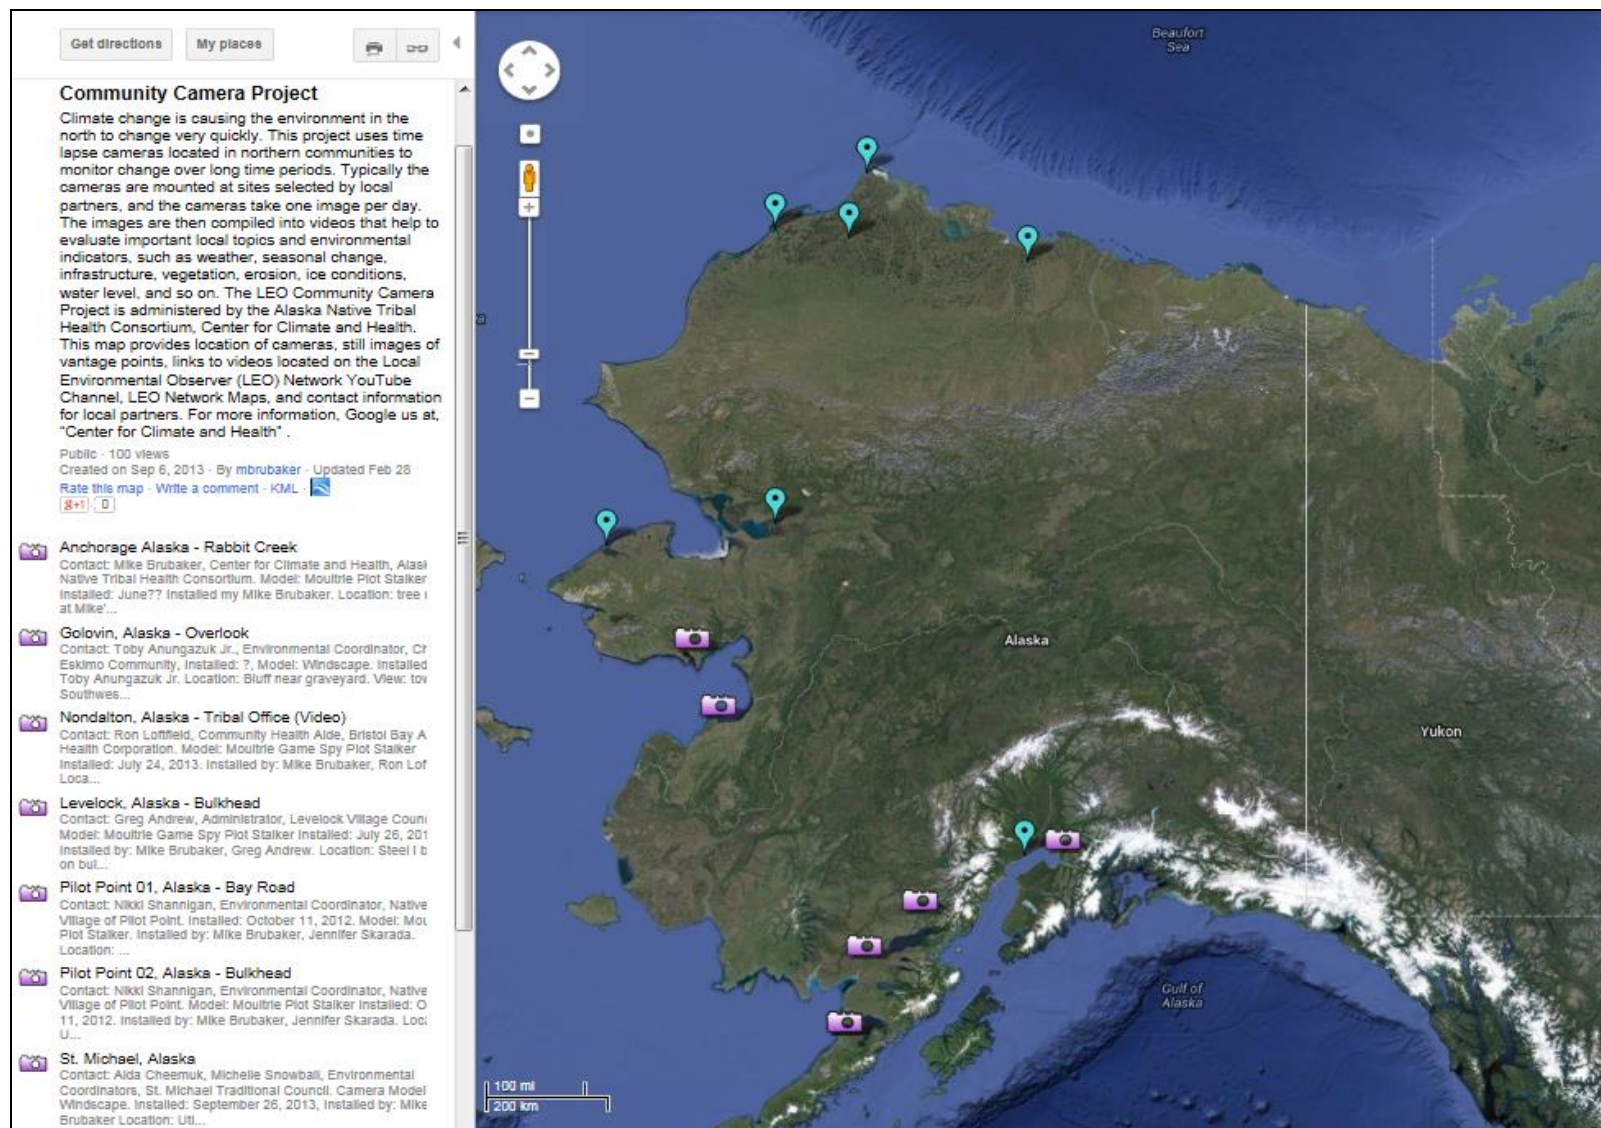 Get directions
My places
Community Camera Project
Climate change is causing the environment in the
north to change very quickly. This project uses time
lapse cameras located in northern communities to
monitor change over long time periods. Typically the
cameras are mounted at sites selected by local
partners, and the cameras take one image per day.
The images are then compiled into videos that help to
evaluate important local topics and environmental
indicators, such as weather, seasonal change,
infrastructure, vegetation, erosion, ice conditions,
water level, and so on. The LEO Community Camera
Project is administered by the Alaska Native Tribal
Health Consortium, Center for Climate and Health.
This map provides location of cameras, still images of
vantage points, links to videos located on the Local
Environmental Observer (LEO) Network YouTube
Channel, LEO Network Maps, and contact information
for local partners. For more information, Google us at,
"Center for Climate and Health" .
Public · 100 views
Created on Sep 6, 2013 · By mbrubaker · Updated Feb 28
Rate this map · Write a comment · KML ·
g+1 0
Anchorage Alaska - Rabbit Creek
Contact: Mike Brubaker, Center for Climate and Health, Alask
Native Tribal Health Consortium. Model: Moultrie Plot Stalker
Installed: June?? Installed my Mike Brubaker. Location: tree
at Mike'...
Golovin, Alaska - Overlook
Contact: Toby Anungazuk Jr., Environmental Coordinator, Ch
Eskimo Community, Installed: ?, Model: Windscape. Installed
Toby Anungazuk Jr. Location: Bluff near graveyard. View: tov
Southwes...
Nondalton, Alaska - Tribal Office (Video)
Contact: Ron Loftfield, Community Health Aide, Bristol Bay A
Health Corporation. Model: Moultrie Game Spy Plot Stalker
Installed: July 24, 2013. Installed by: Mike Brubaker, Ron Lof
Loca...
Levelock, Alaska - Bulkhead
Contact: Greg Andrew, Administrator, Levelock Village Coun
Model: Moultrie Game Spy Plot Stalker Installed: July 26, 201
Installed by: Mike Brubaker, Greg Andrew. Location: Steel I b
on bul...
Pilot Point 01, Alaska - Bay Road
Contact: Nikki Shannigan, Environmental Coordinator, Native
Village of Pilot Point. Installed: October 11, 2012. Model: Mou
Plot Stalker. Installed by: Mike Brubaker, Jennifer Skarada.
Location: ...
Pilot Point 02, Alaska - Bulkhead
Contact: Nikki Shannigan, Environmental Coordinator, Native
Village of Pilot Point. Model: Moultrie Plot Stalker Installed: O
11, 2012. Installed by: Mike Brubaker, Jennifer Skarada. Loca
U...
St. Michael, Alaska
Contact: Aida Cheemuk, Michelle Snowball, Environmental
Coordinators, St. Michael Traditional Council. Camera Model
Windscape. Installed: September 26, 2013, Installed by: Mike
Brubaker Location: Uti...
Beaufort
Sea
Alaska
Yukon
Gulf of
Alaska
100 mi
200 km